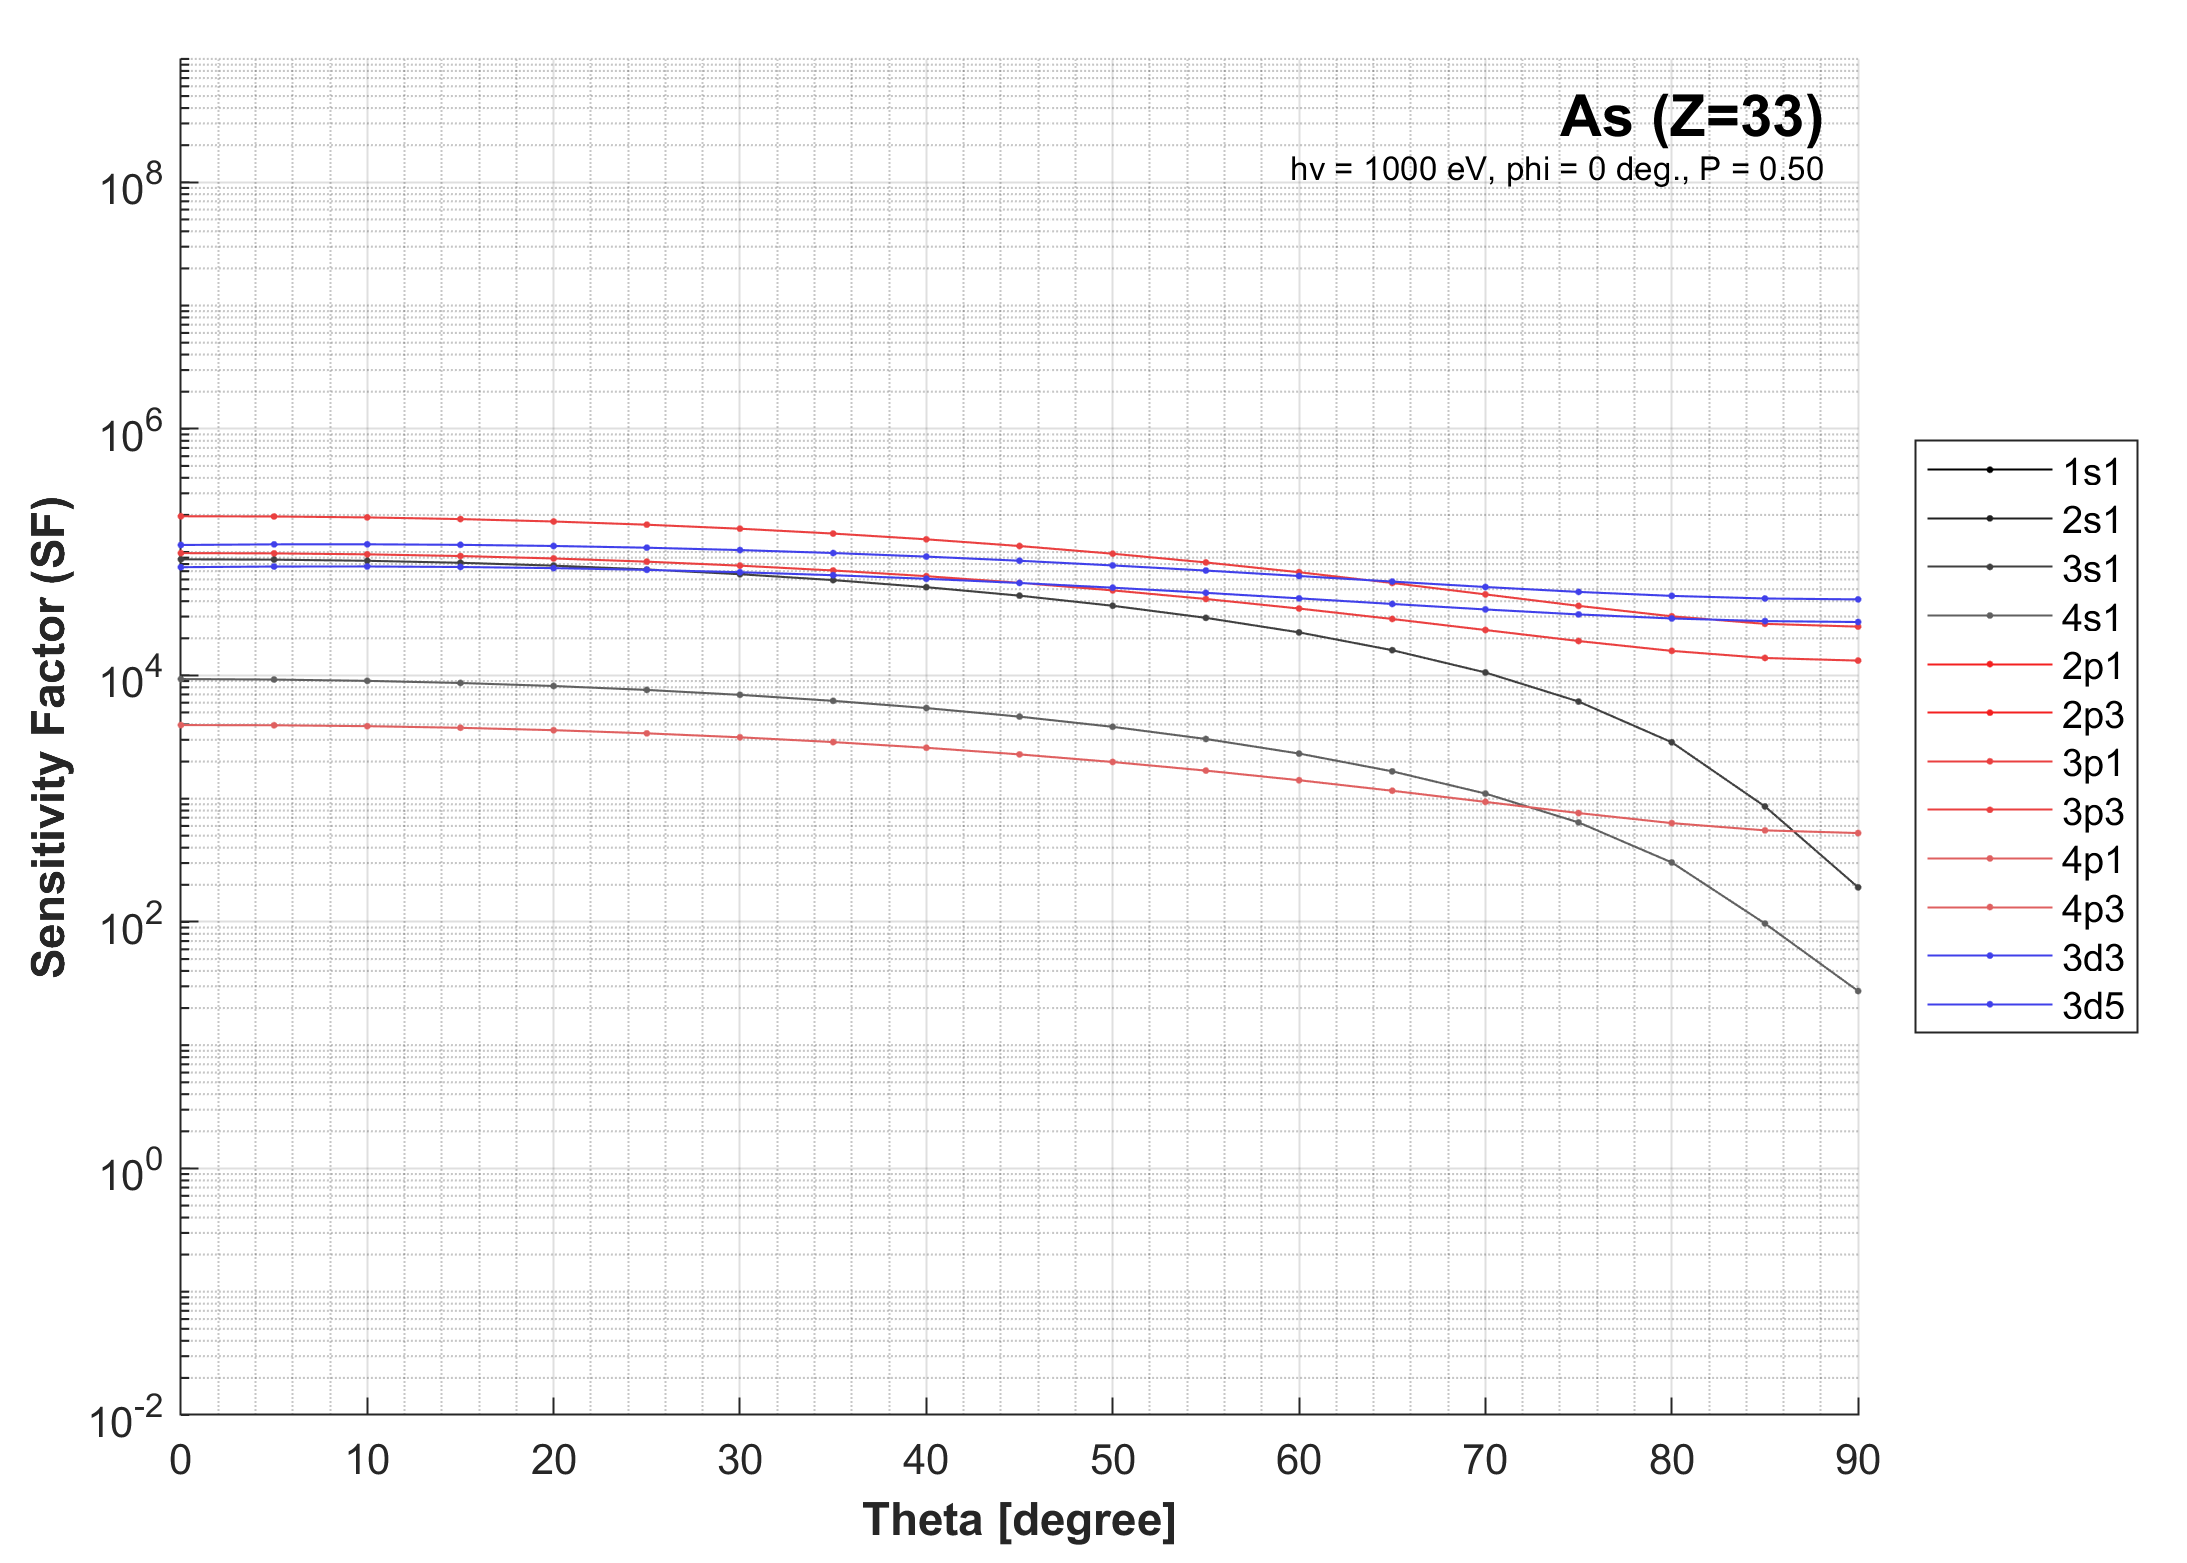 As (Z=33)
hv = 1000 eV, phi = 0 deg., P = 0.50
10^8
10^6
10^4
10^2
10^0
10^-2
Sensitivity Factor (SF)
0 10 20 30 40 50 60 70 80 90
Theta [degree]
1s1
2s1
3s1
4s1
2p1
2p3
3p1
3p3
4p1
4p3
3d3
3d5